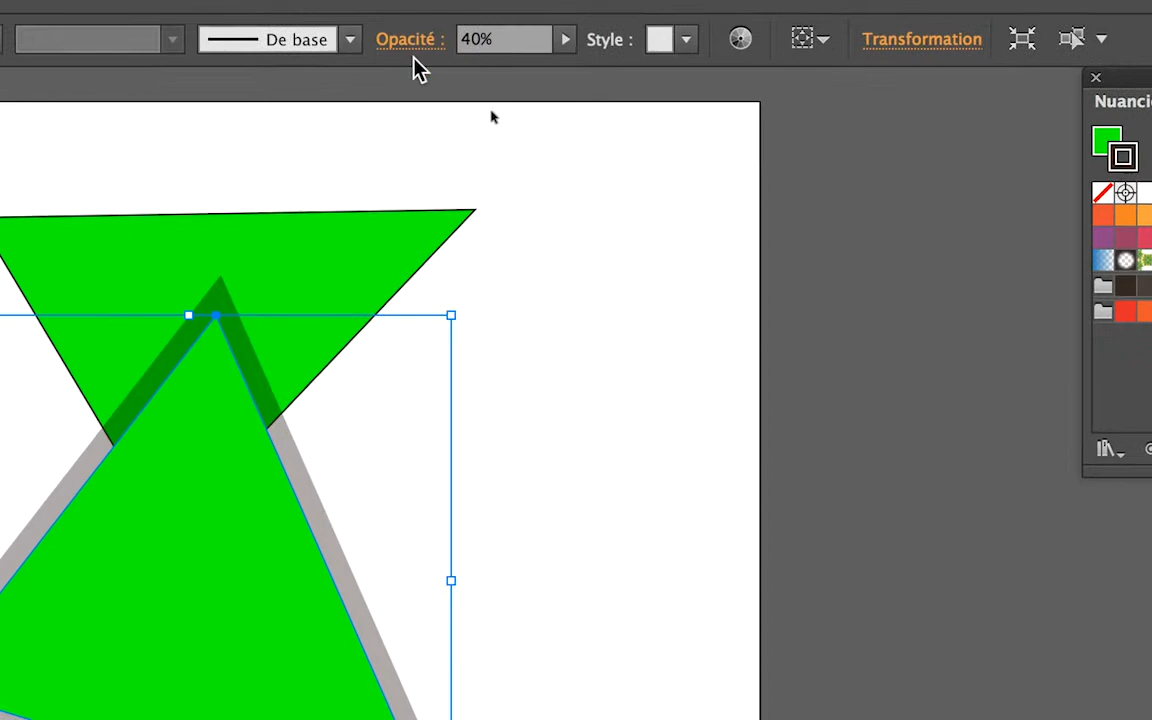 De base Opacité : 40% Style : Transformation
Nuanci